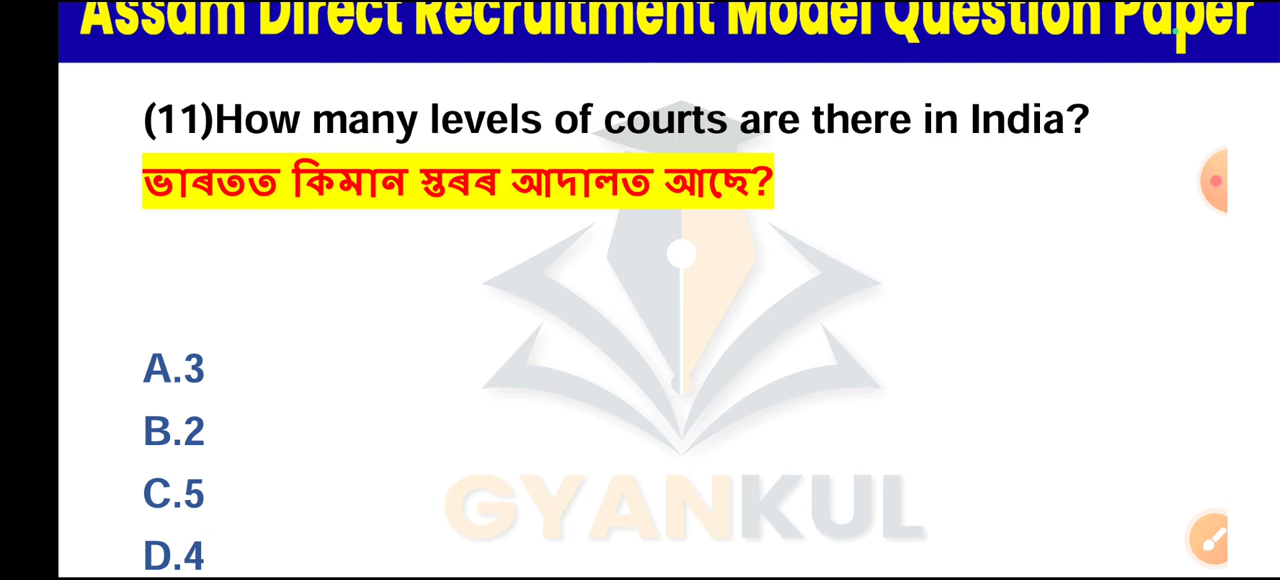 Assam Direct Recruitment Model Question Paper
(11)How many levels of courts are there in India?
ভাৰতত কিমান স্তৰৰ আদালত আছে?
A.3
B.2
C.5
D.4
GYANKUL